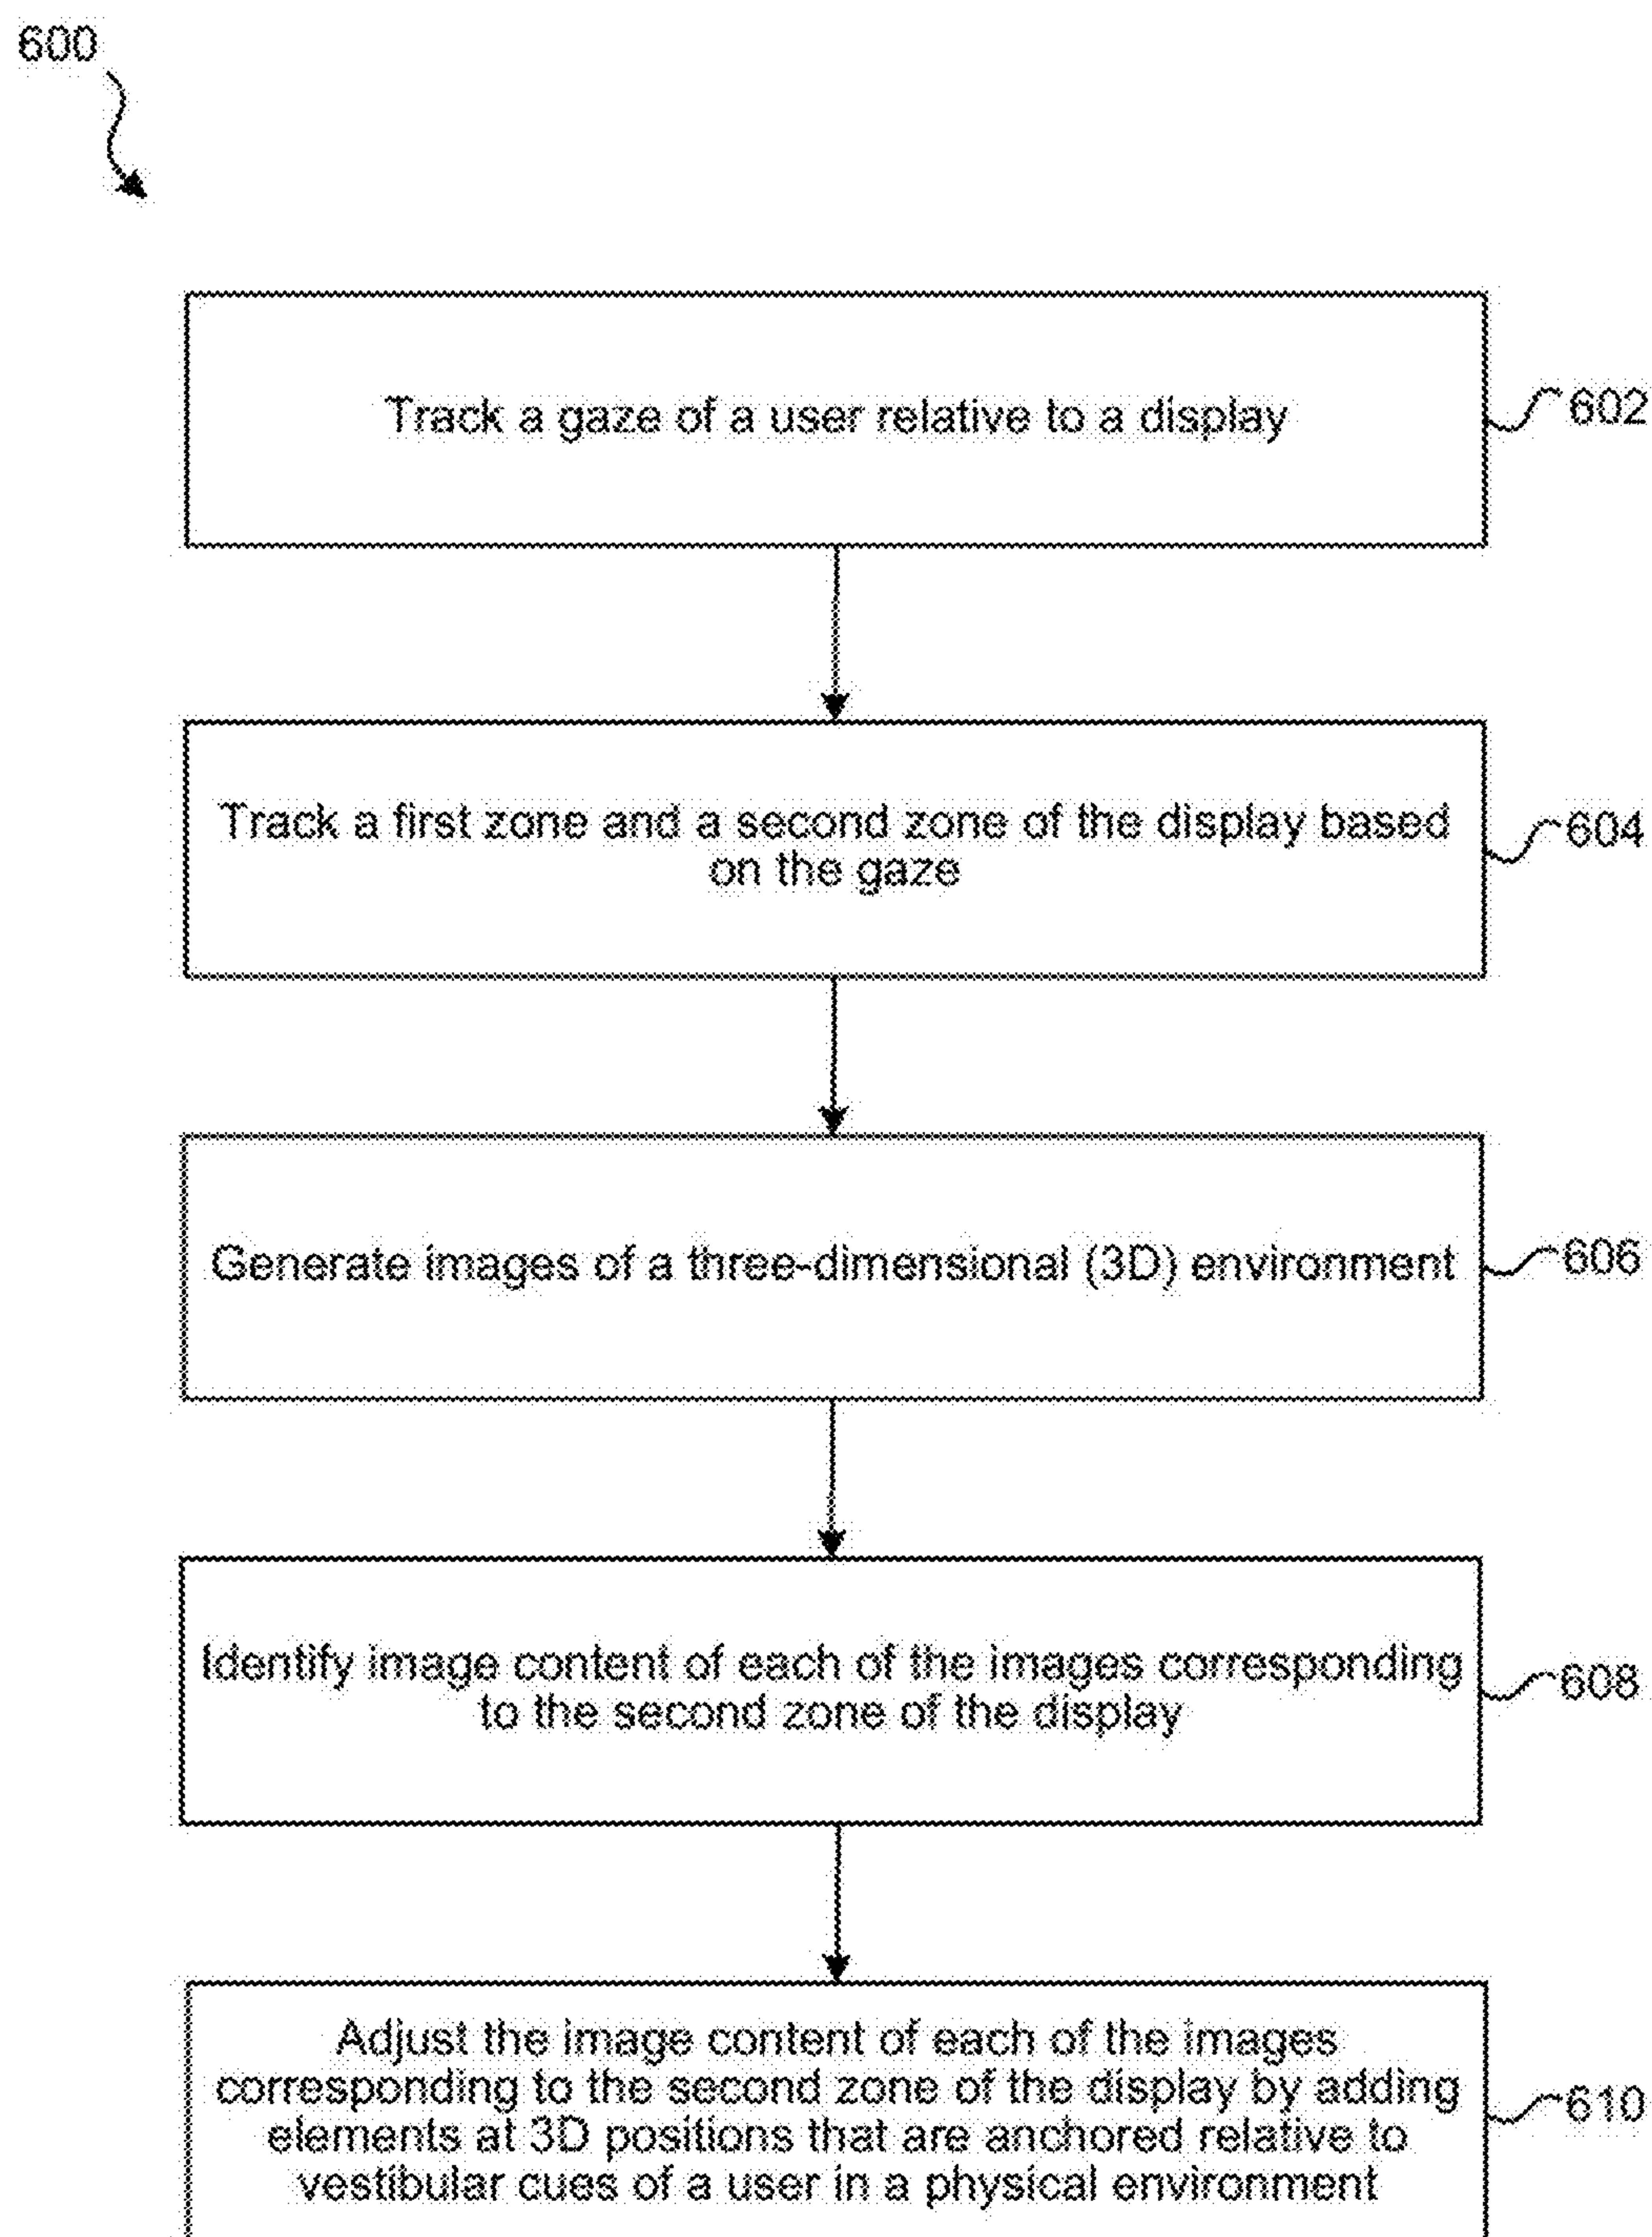 600
Track a gaze of a user relative to a display
602
Track a first zone and a second zone of the display based
on the gaze
604
Generate images of a three-dimensional (3D) environment
606
Identify image content of each of the images corresponding
to the second zone of the display
608
Adjust the image content of each of the images
corresponding to the second zone of the display by adding
elements at 3D positions that are anchored relative to
vestibular cues of a user in a physical environment
610